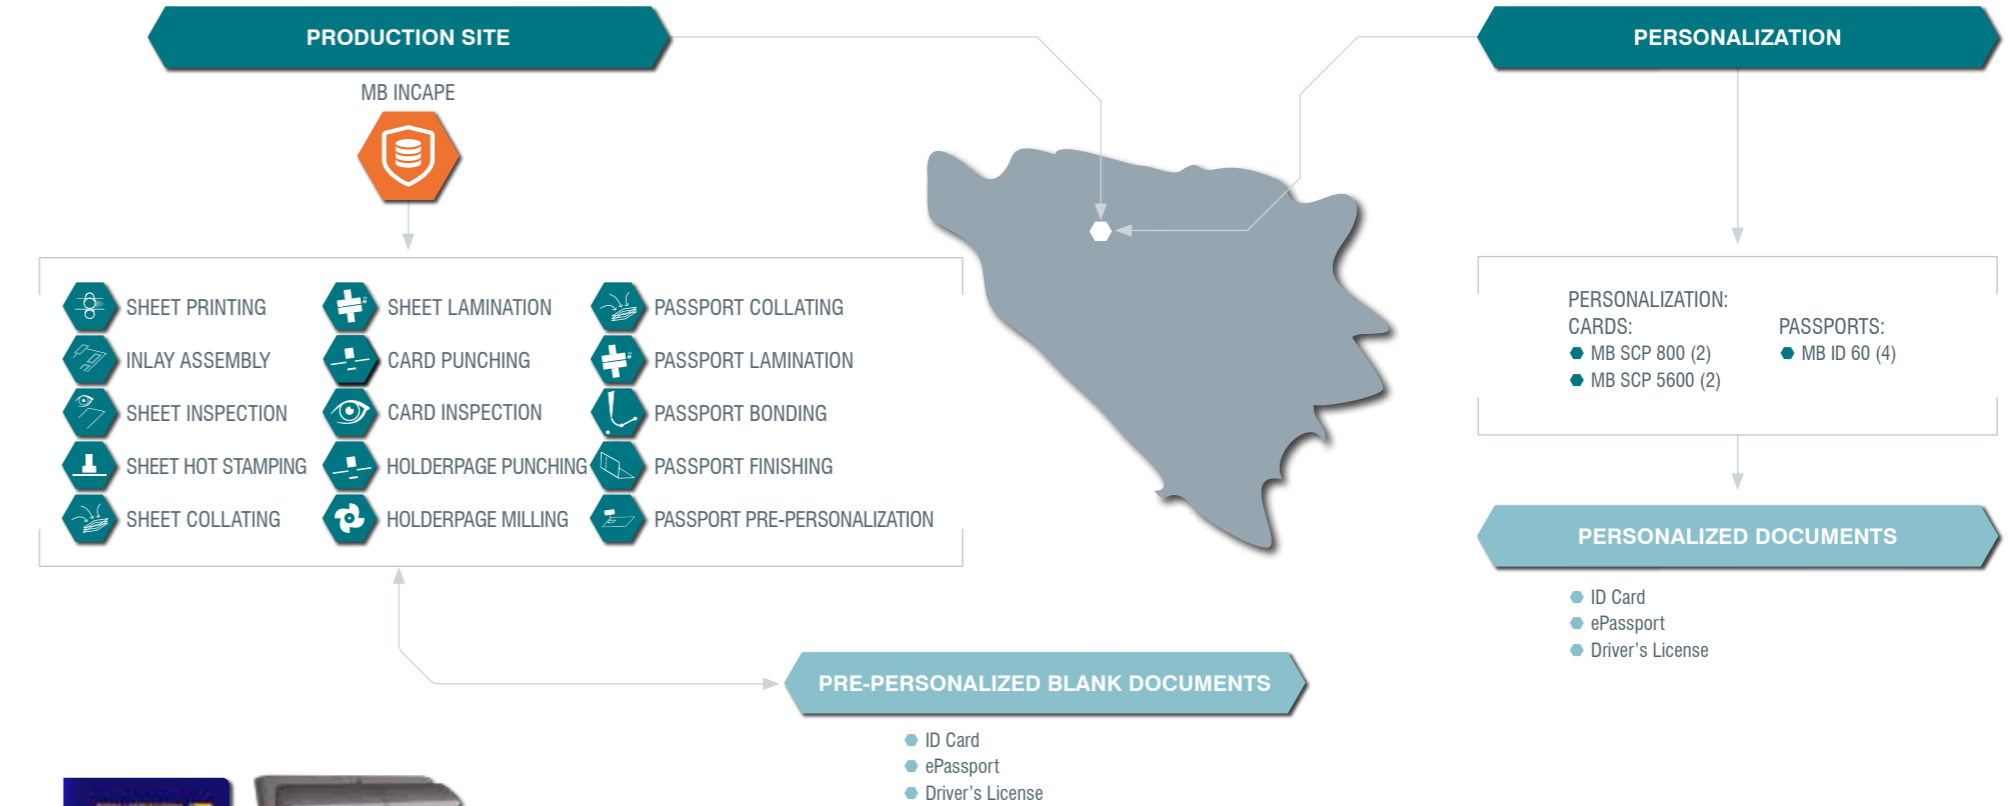 PRODUCTION SITE
MB INCAPE
SHEET PRINTING
INLAY ASSEMBLY
SHEET INSPECTION
SHEET HOT STAMPING
SHEET COLLATING
SHEET LAMINATION
CARD PUNCHING
CARD INSPECTION
HOLDERPAGE PUNCHING
HOLDERPAGE MILLING
PASSPORT COLLATING
PASSPORT LAMINATION
PASSPORT BONDING
PASSPORT FINISHING
PASSPORT PRE-PERSONALIZATION
PRE-PERSONALIZED BLANK DOCUMENTS
ID Card
ePassport
Driver's License
PERSONALIZATION
PERSONALIZATION:
CARDS:
MB SCP 800 (2)
MB SCP 5600 (2)
PASSPORTS:
MB ID 60 (4)
PERSONALIZED DOCUMENTS
ID Card
ePassport
Driver's License